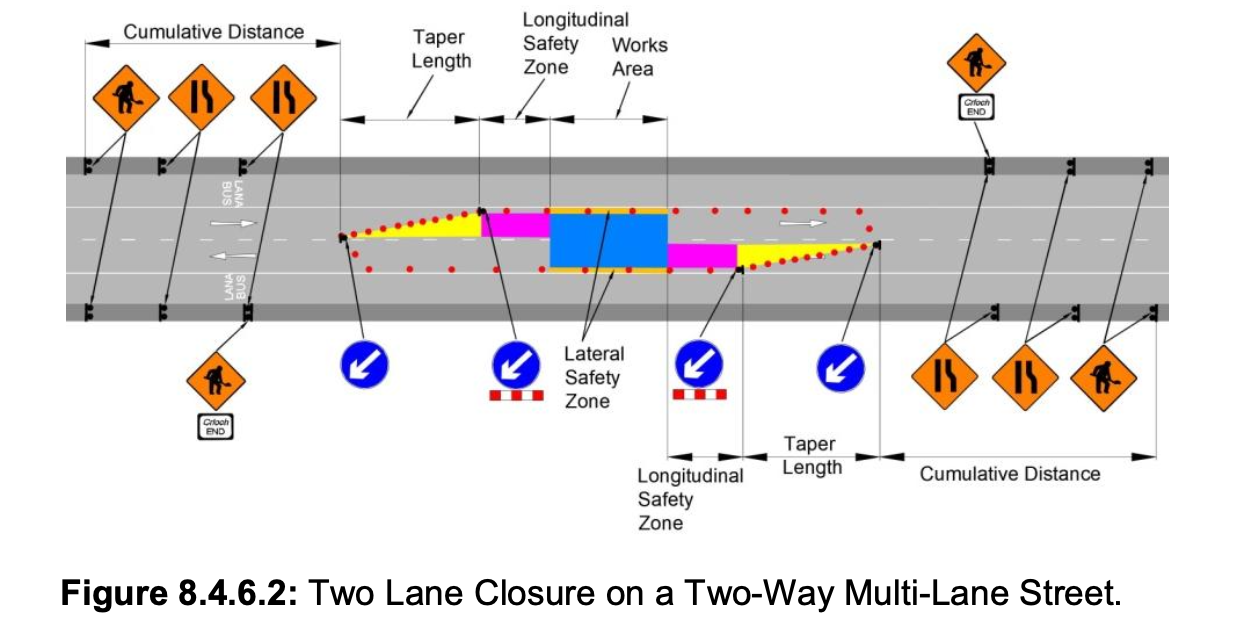 Cumulative Distance
Taper
Length
Longitudinal
Safety
Zone
Works
Area
Críoch
END
LANA
BUS
LANA
BUS
Críoch
END
Lateral
Safety
Zone
Longitudinal
Safety
Zone
Taper
Length
Cumulative Distance
Figure 8.4.6.2: Two Lane Closure on a Two-Way Multi-Lane Street.